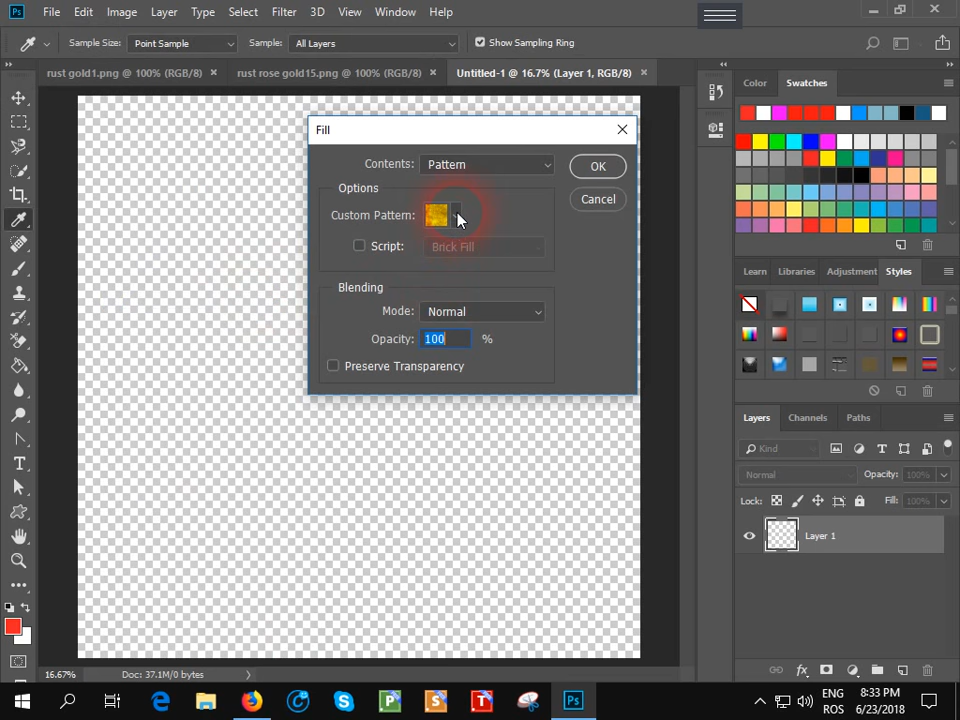 Ps File Edit Image Layer Type Select Filter 3D View Window Help
Sample Size: Point Sample Sample: All Layers Show Sampling Ring
rust gold1.png @ 100% (RGB/8) × rust rose gold15.png @ 100% (RGB/8) × Untitled-1 @ 16.7% (Layer 1, RGB/8) ×
Color Swatches
Fill
Contents: Pattern
OK
Options
Cancel
Custom Pattern:
Script: Brick Fill
Blending
Mode: Normal
Opacity: 100 %
Preserve Transparency
Learn Libraries Adjustment Styles
Layers Channels Paths
Kind
Normal Opacity: 100%
Lock: Fill: 100%
Layer 1
16.67% Doc: 37.1M/0 bytes
ENG 8:33 PM
ROS 6/23/2018